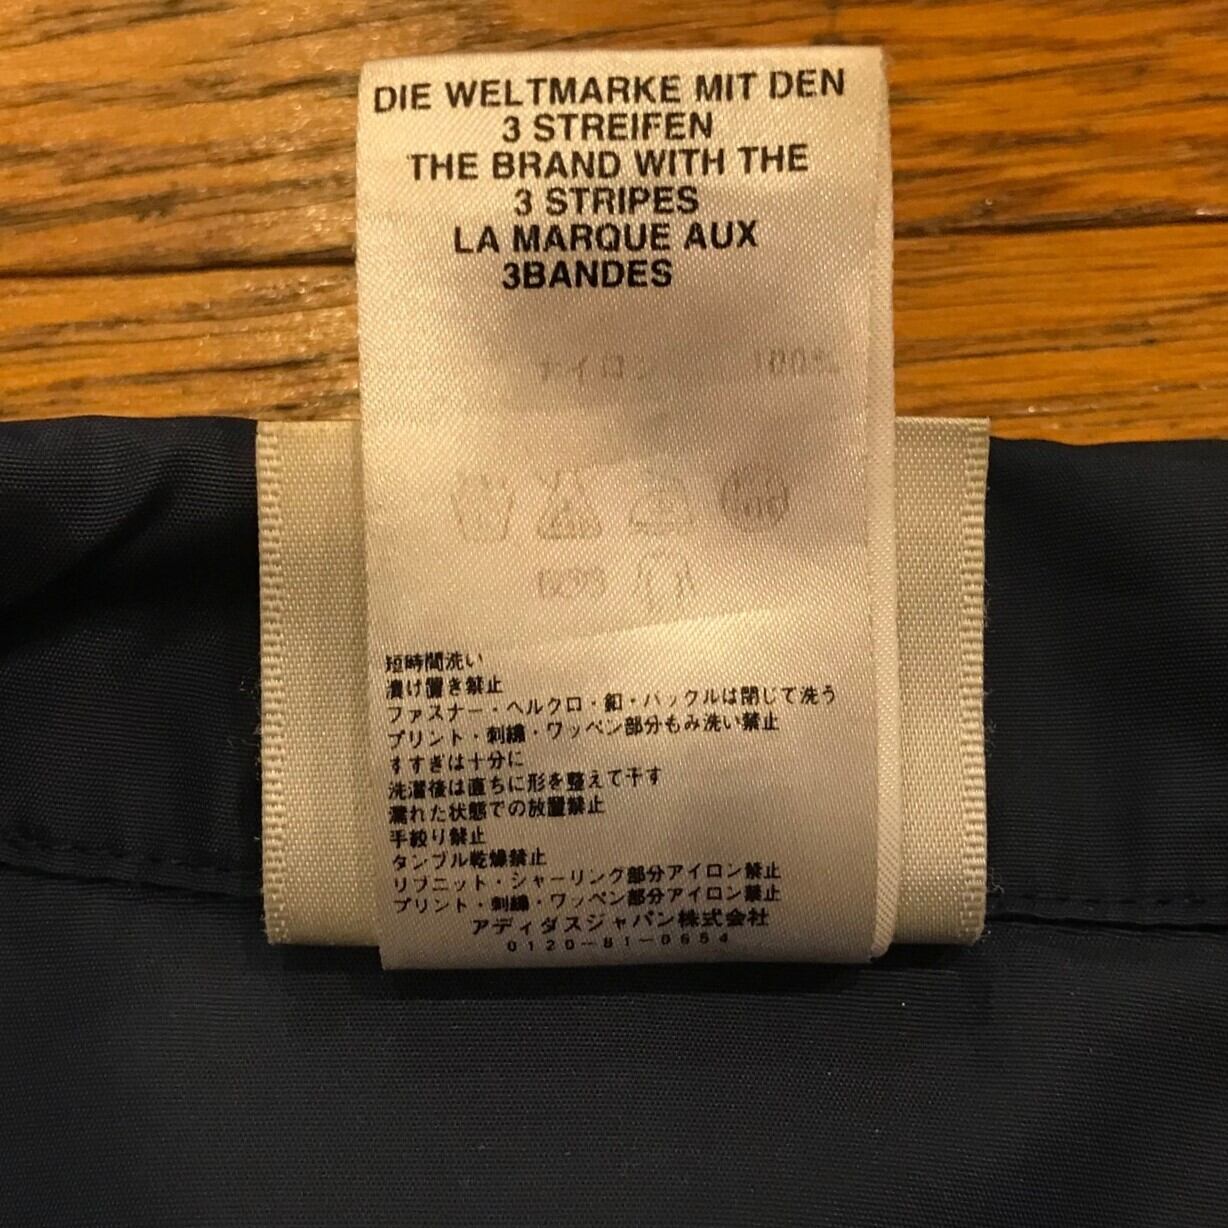 DIE WELTMARKE MIT DEN
3 STREIFEN
THE BRAND WITH THE
3 STRIPES
LA MARQUE AUX
3BANDES
ナイロン 100%
短時間洗い
漬け置き禁止
ファスナー・ベルクロ・釦・バックルは閉じて洗う
プリント・刺繍・ワッペン部分もみ洗い禁止
すすぎは十分に
洗濯後は直ちに形を整えて干す
濡れた状態での放置禁止
手絞り禁止
タンブル乾燥禁止
リブニット・シャーリング部分アイロン禁止
プリント・刺繍・ワッペン部分アイロン禁止
アディダスジャパン株式会社
0120-81-0654